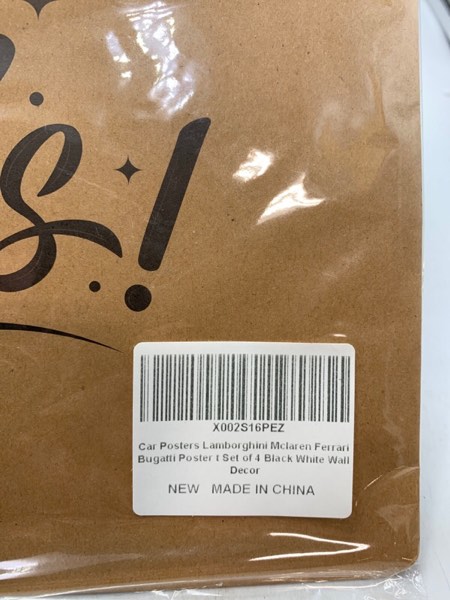 s!
X002S16PEZ
Car Posters Lamborghini Mclaren Ferrari
Bugatti Poster t Set of 4 Black White Wall
Decor
NEW MADE IN CHINA